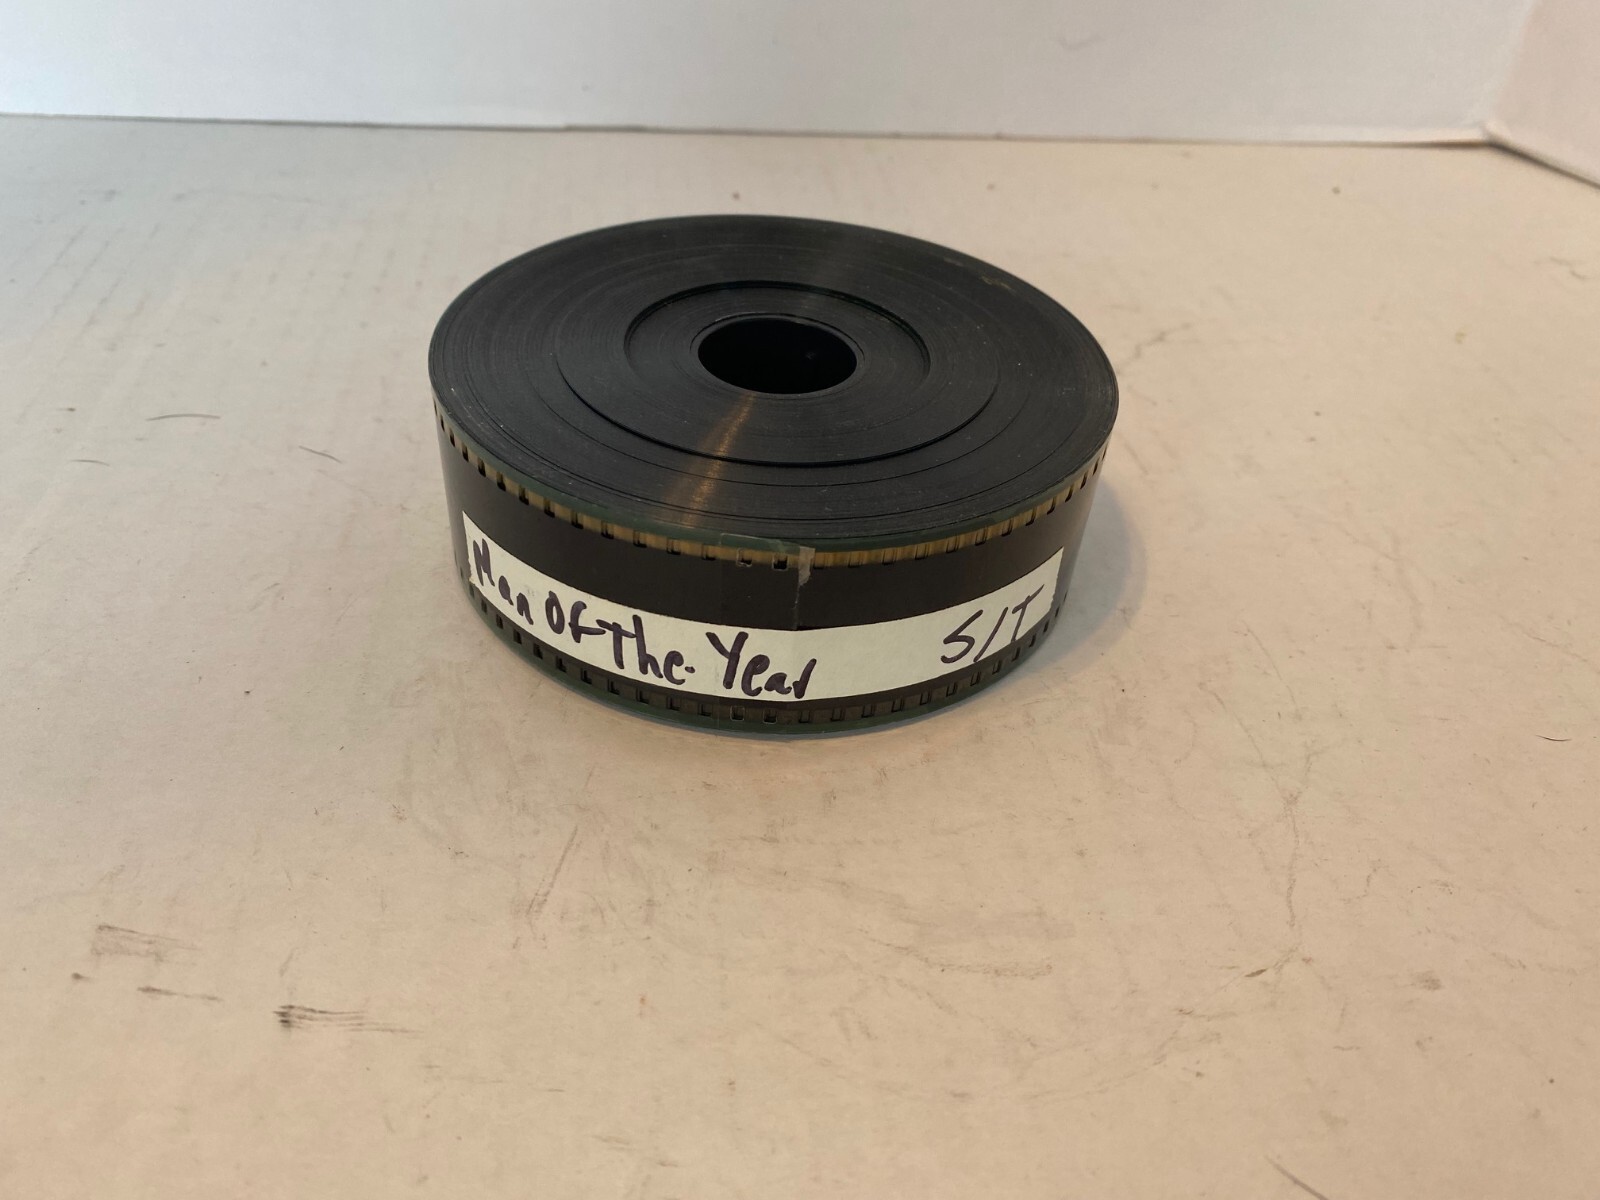 Man Of The Year S/T